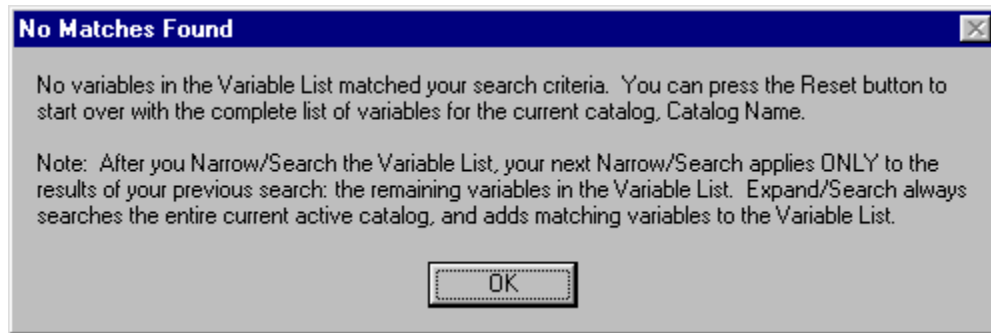 No Matches Found
No variables in the Variable List matched your search criteria.  You can press the Reset button to
start over with the complete list of variables for the current catalog, Catalog Name.
Note:  After you Narrow/Search the Variable List, your next Narrow/Search applies ONLY to the
results of your previous search: the remaining variables in the Variable List.  Expand/Search always
searches the entire current active catalog, and adds matching variables to the Variable List.
OK